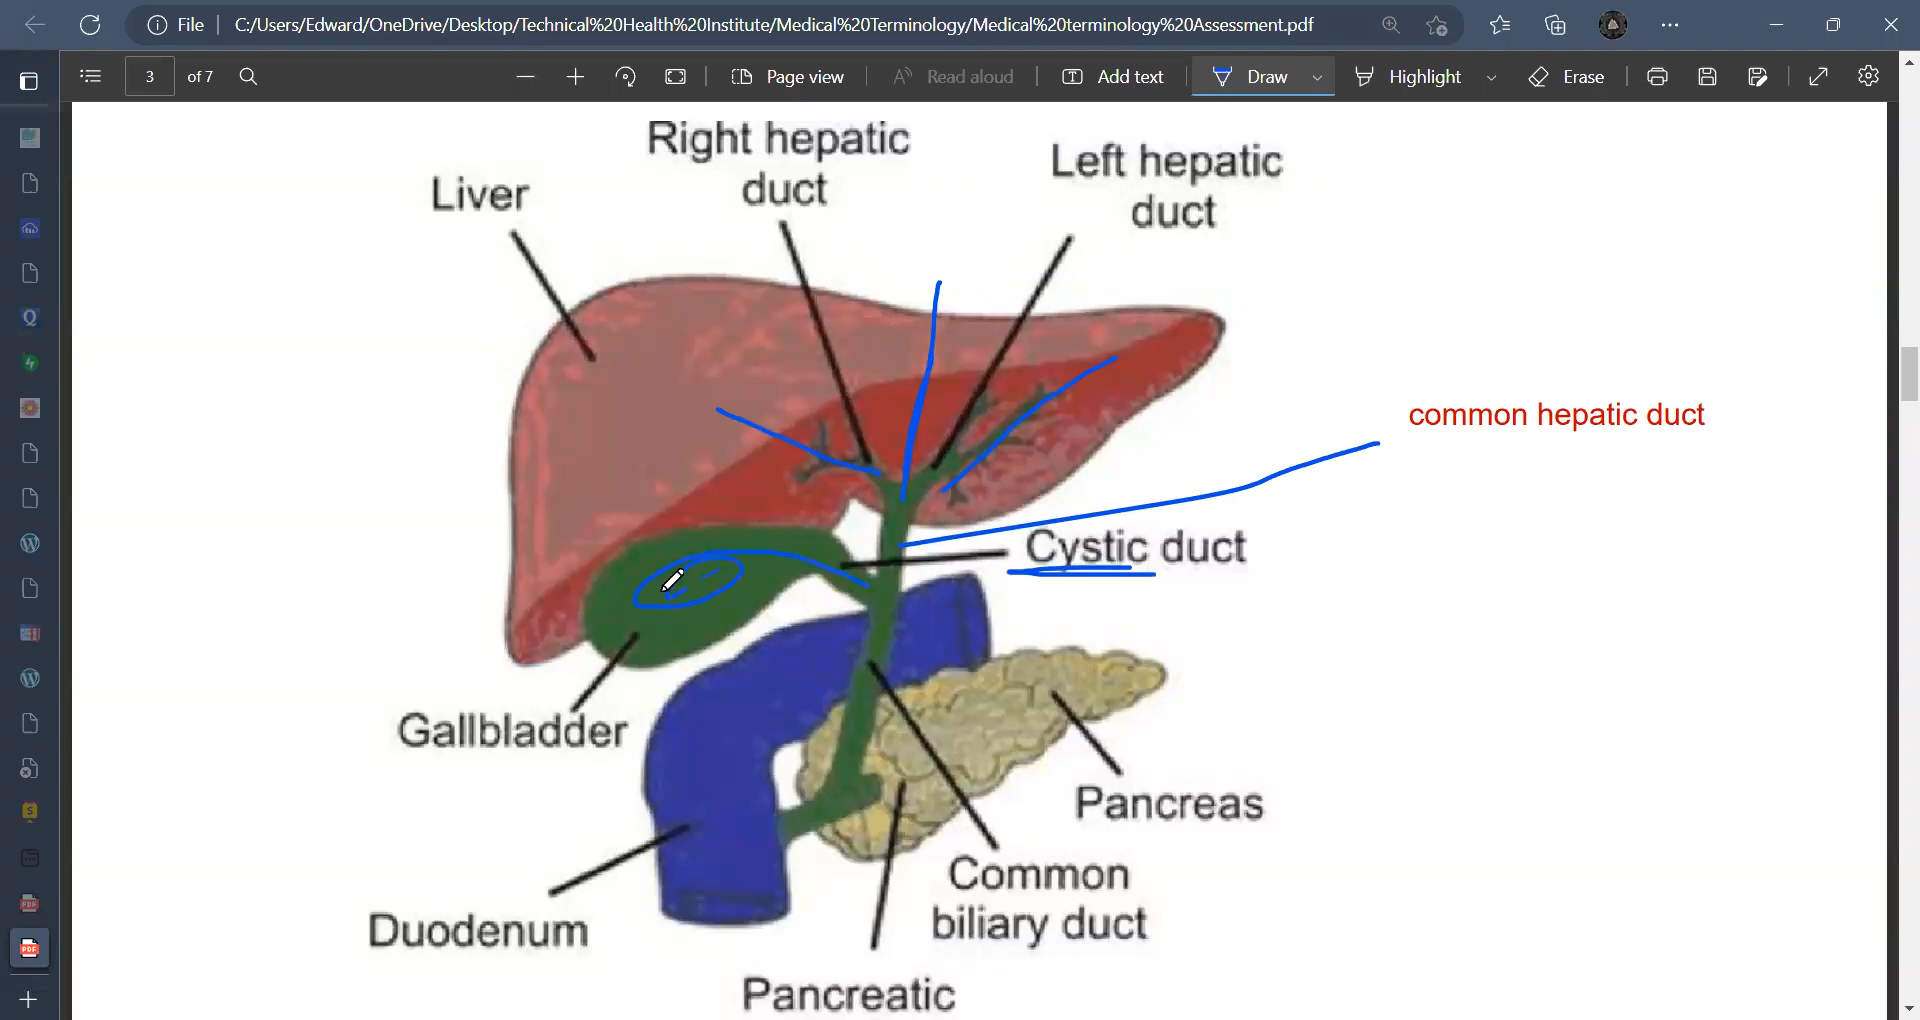 File
C:/Users/Edward/OneDrive/Desktop/Technical%20Health%20Institute/Medical%20Terminology/Medical%20terminology%20Assessment.pdf
3 of 7
Page view
Read aloud
Add text
Draw
Highlight
Erase
Right hepatic
duct
Left hepatic
duct
Liver
common hepatic duct
Cystic duct
Gallbladder
Pancreas
Common
biliary duct
Duodenum
Pancreatic